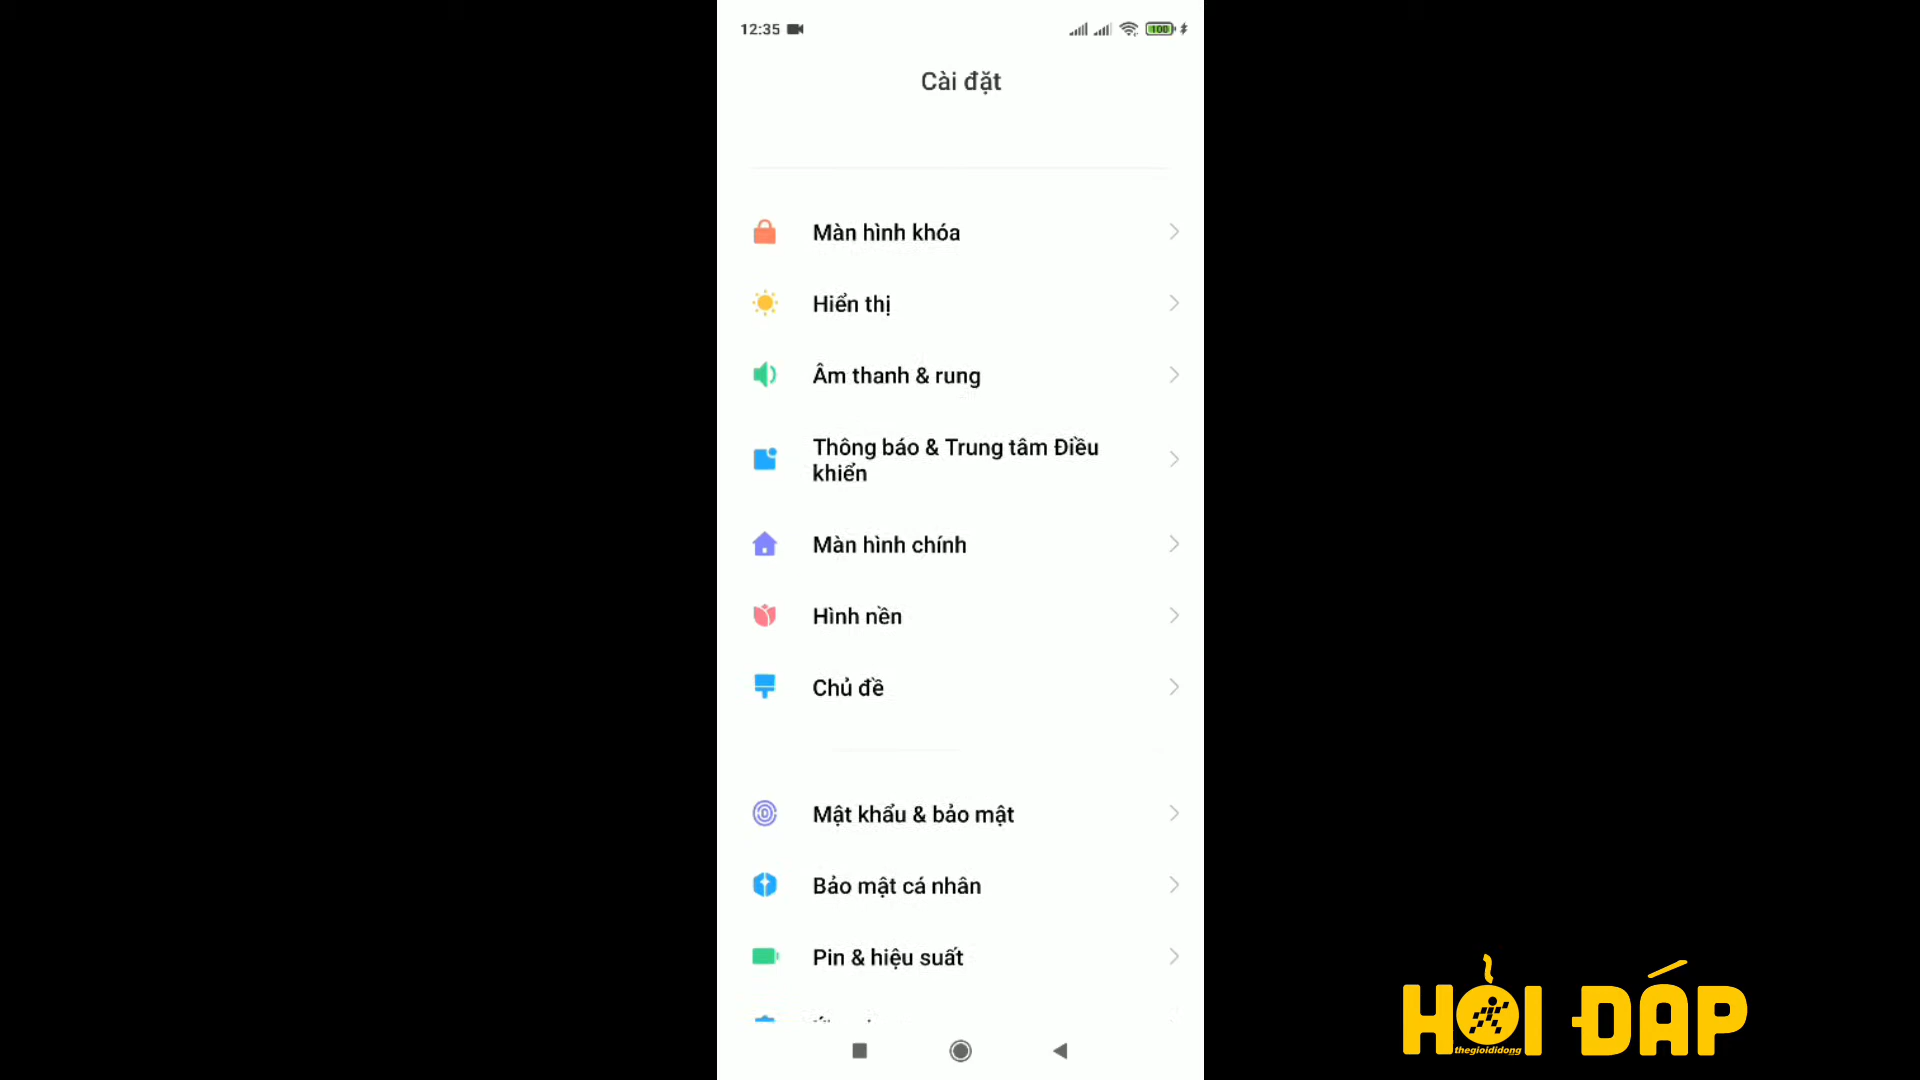 12:35
100
Cài đặt
Màn hình khóa
Hiển thị
Âm thanh & rung
Thông báo & Trung tâm Điều
khiển
Màn hình chính
Hình nền
Chủ đề
Mật khẩu & bảo mật
Bảo mật cá nhân
Pin & hiệu suất
HỎI ĐÁP
thegioididong